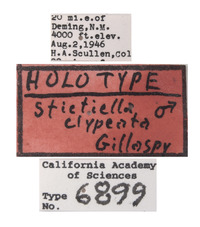 20 mi.e.of
Deming,N.M.
4000 ft.elev.
Aug.2,1946
H.A.Scullen,Col
HOLOTYPE
Stictiella ♂
clypeata
Gillaspy
California Academy
of Sciences
Type
No. 6899